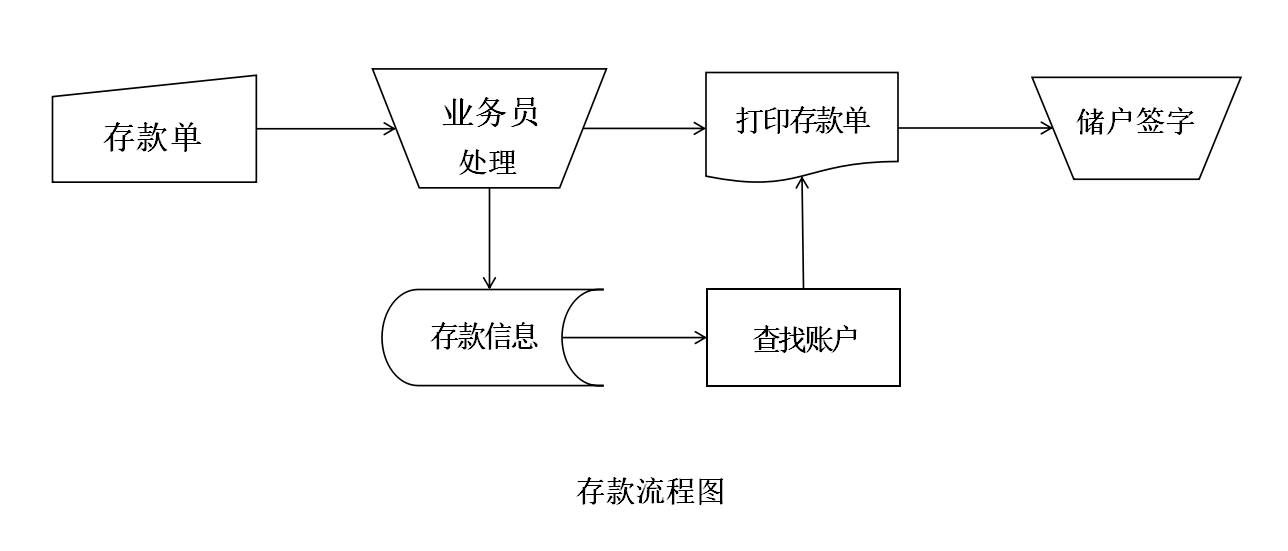 存款单
业务员
处理
打印存款单
储户签字
存款信息
查找账户
存款流程图